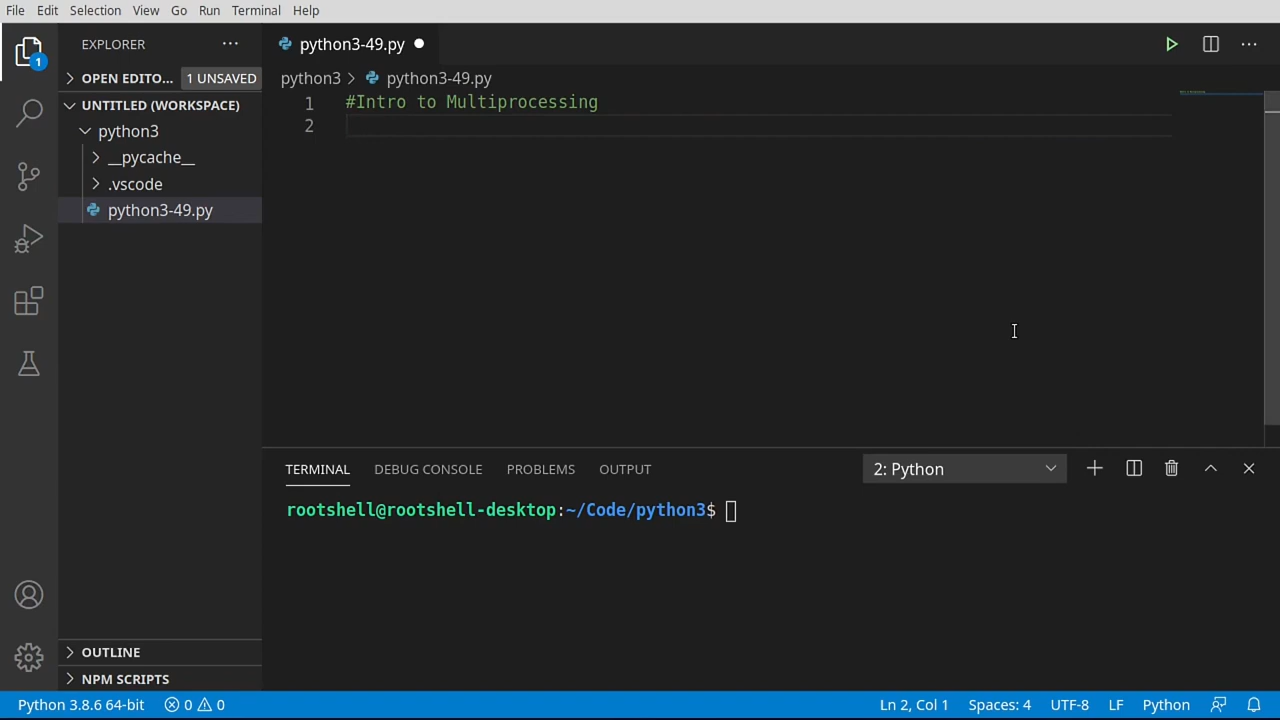 File Edit Selection View Go Run Terminal Help
EXPLORER
python3-49.py
1
OPEN EDITO... 1 UNSAVED
python3 > python3-49.py
UNTITLED (WORKSPACE)
1 #Intro to Multiprocessing
2
python3
__pycache__
.vscode
python3-49.py
TERMINAL DEBUG CONSOLE PROBLEMS OUTPUT 2: Python
rootshell@rootshell-desktop:~/Code/python3$
OUTLINE
NPM SCRIPTS
Python 3.8.6 64-bit 0 0 Ln 2, Col 1 Spaces: 4 UTF-8 LF Python